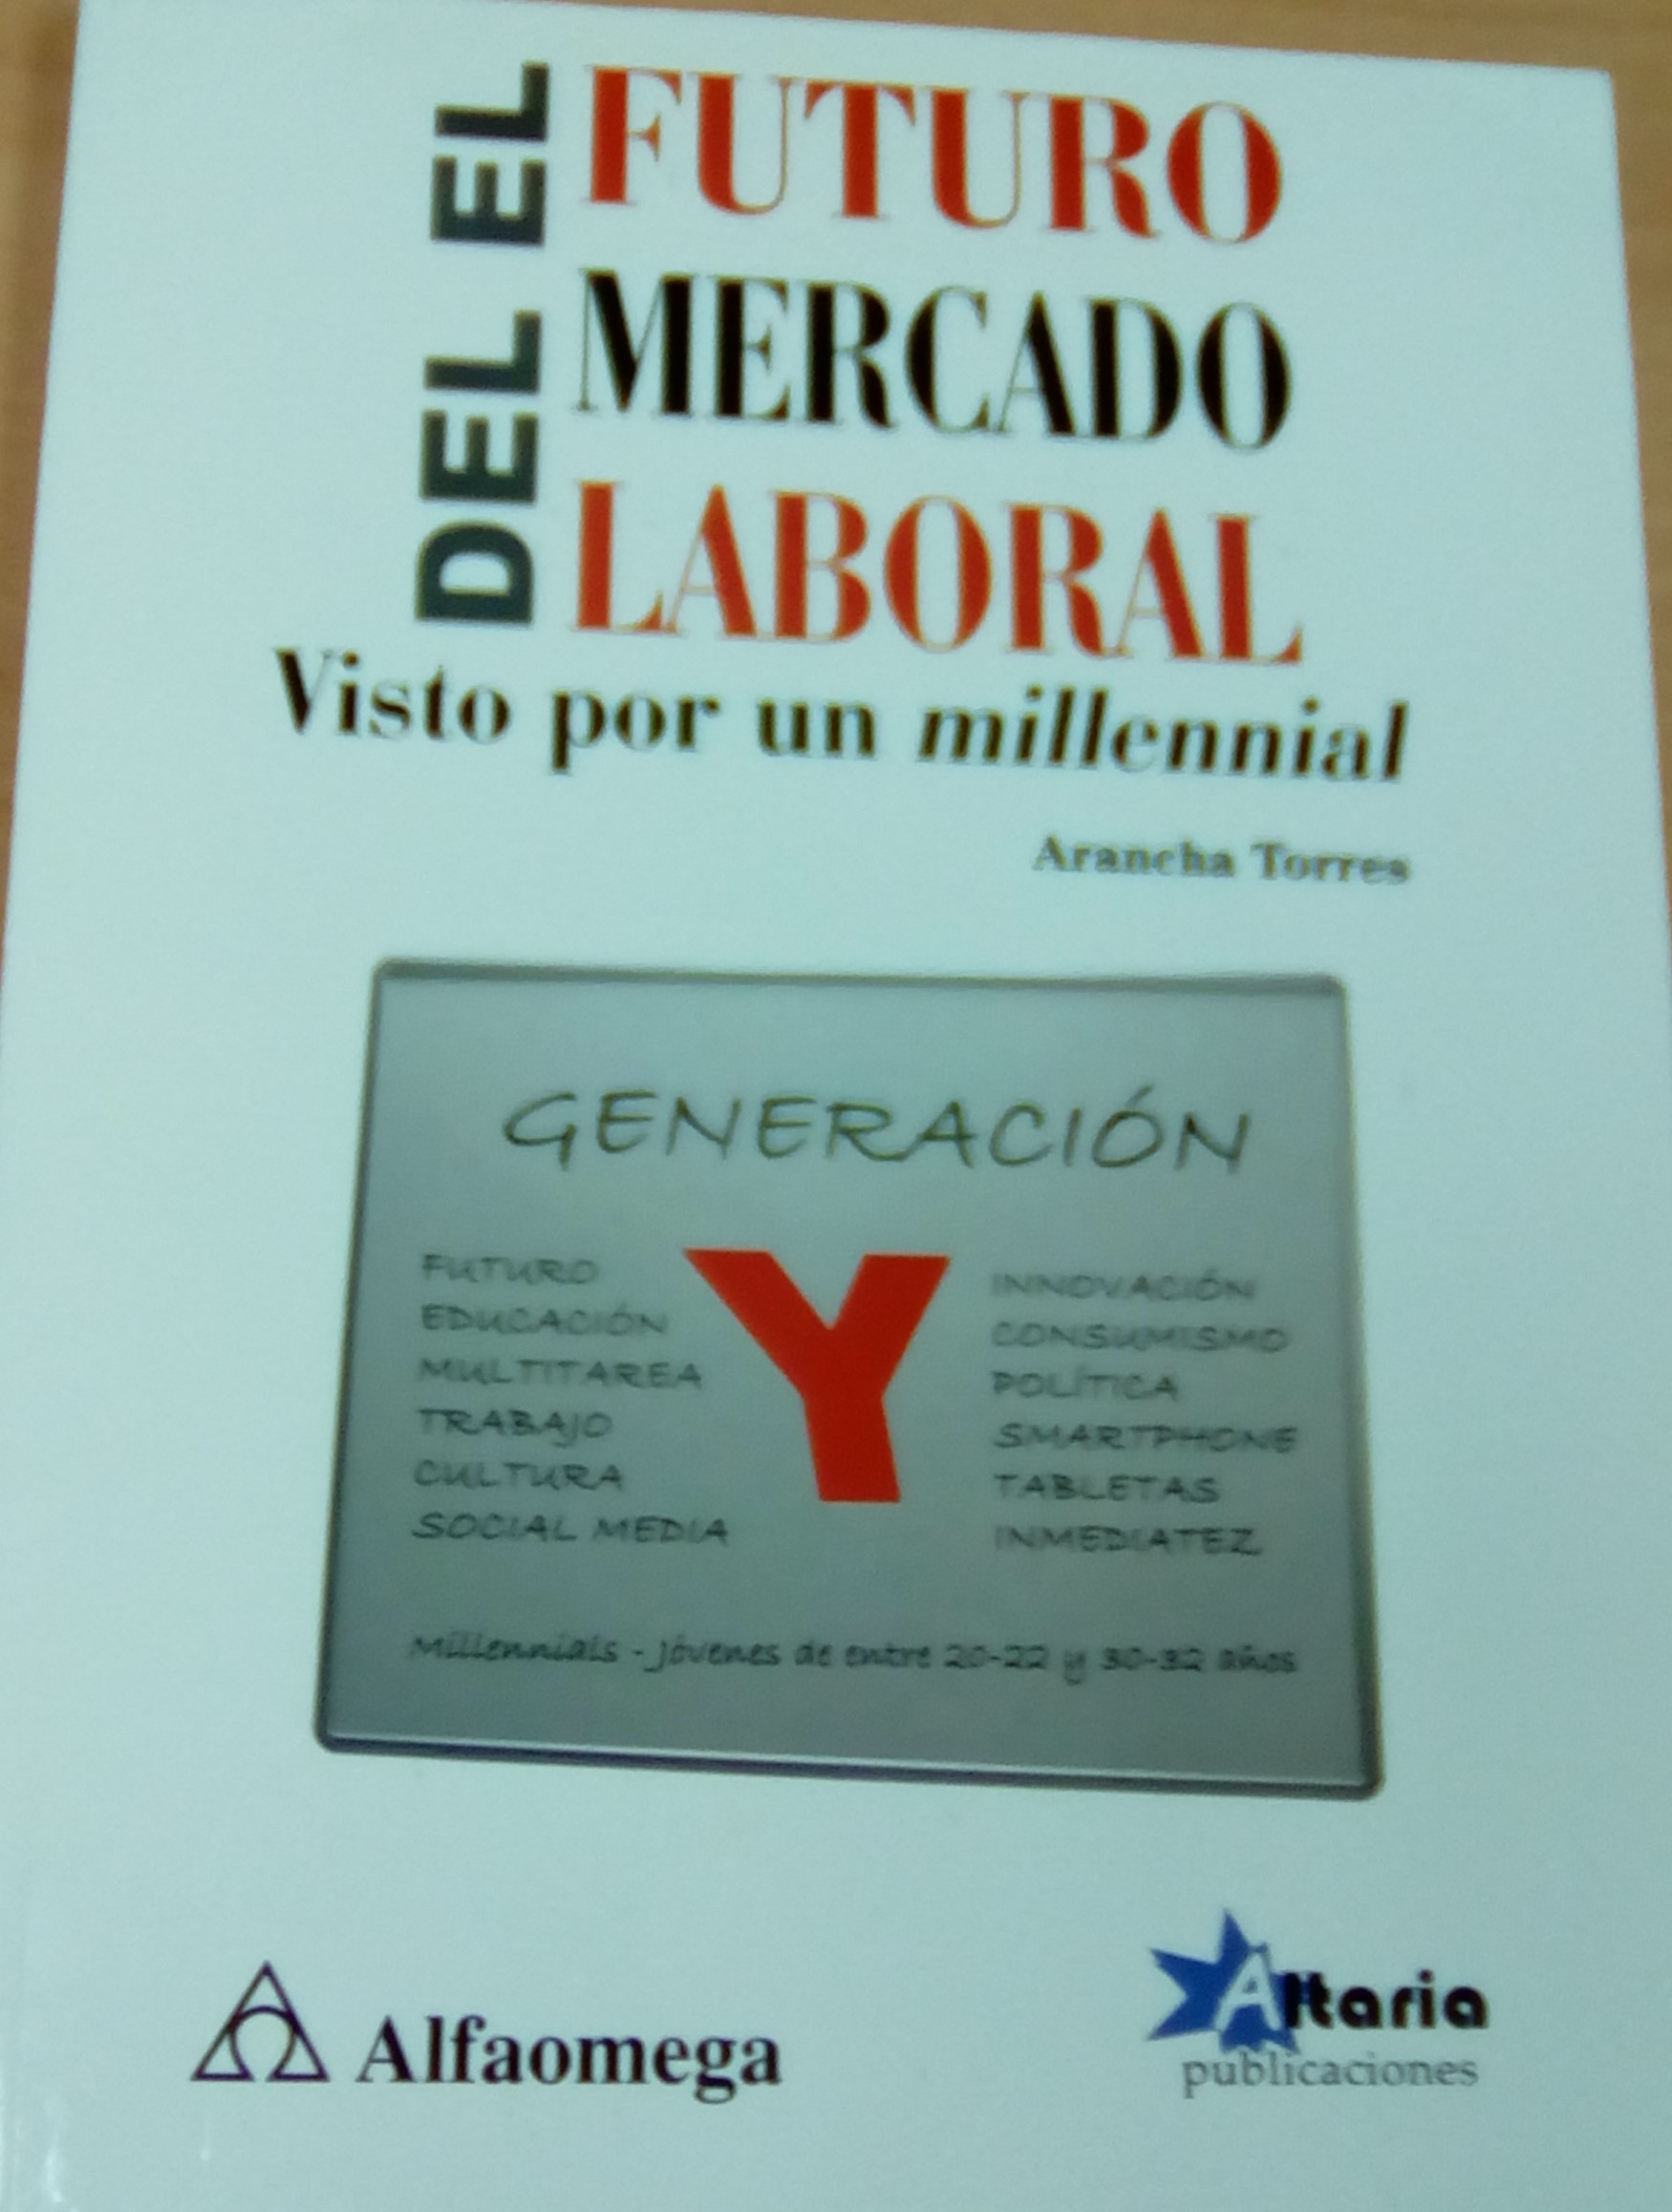 EL FUTURO
DEL MERCADO
LABORAL
Visto por un millennial
Arancha Torres
GENERACIÓN
Y
FUTURO
EDUCACIÓN
MULTITAREA
TRABAJO
CULTURA
SOCIAL MEDIA
INNOVACIÓN
CONSUMISMO
POLÍTICA
SMARTPHONE
TABLETAS
INMEDIATEZ
Millennials - Jóvenes de entre 20-22 y 30-32 años
Alfaomega
Altaria
publicaciones